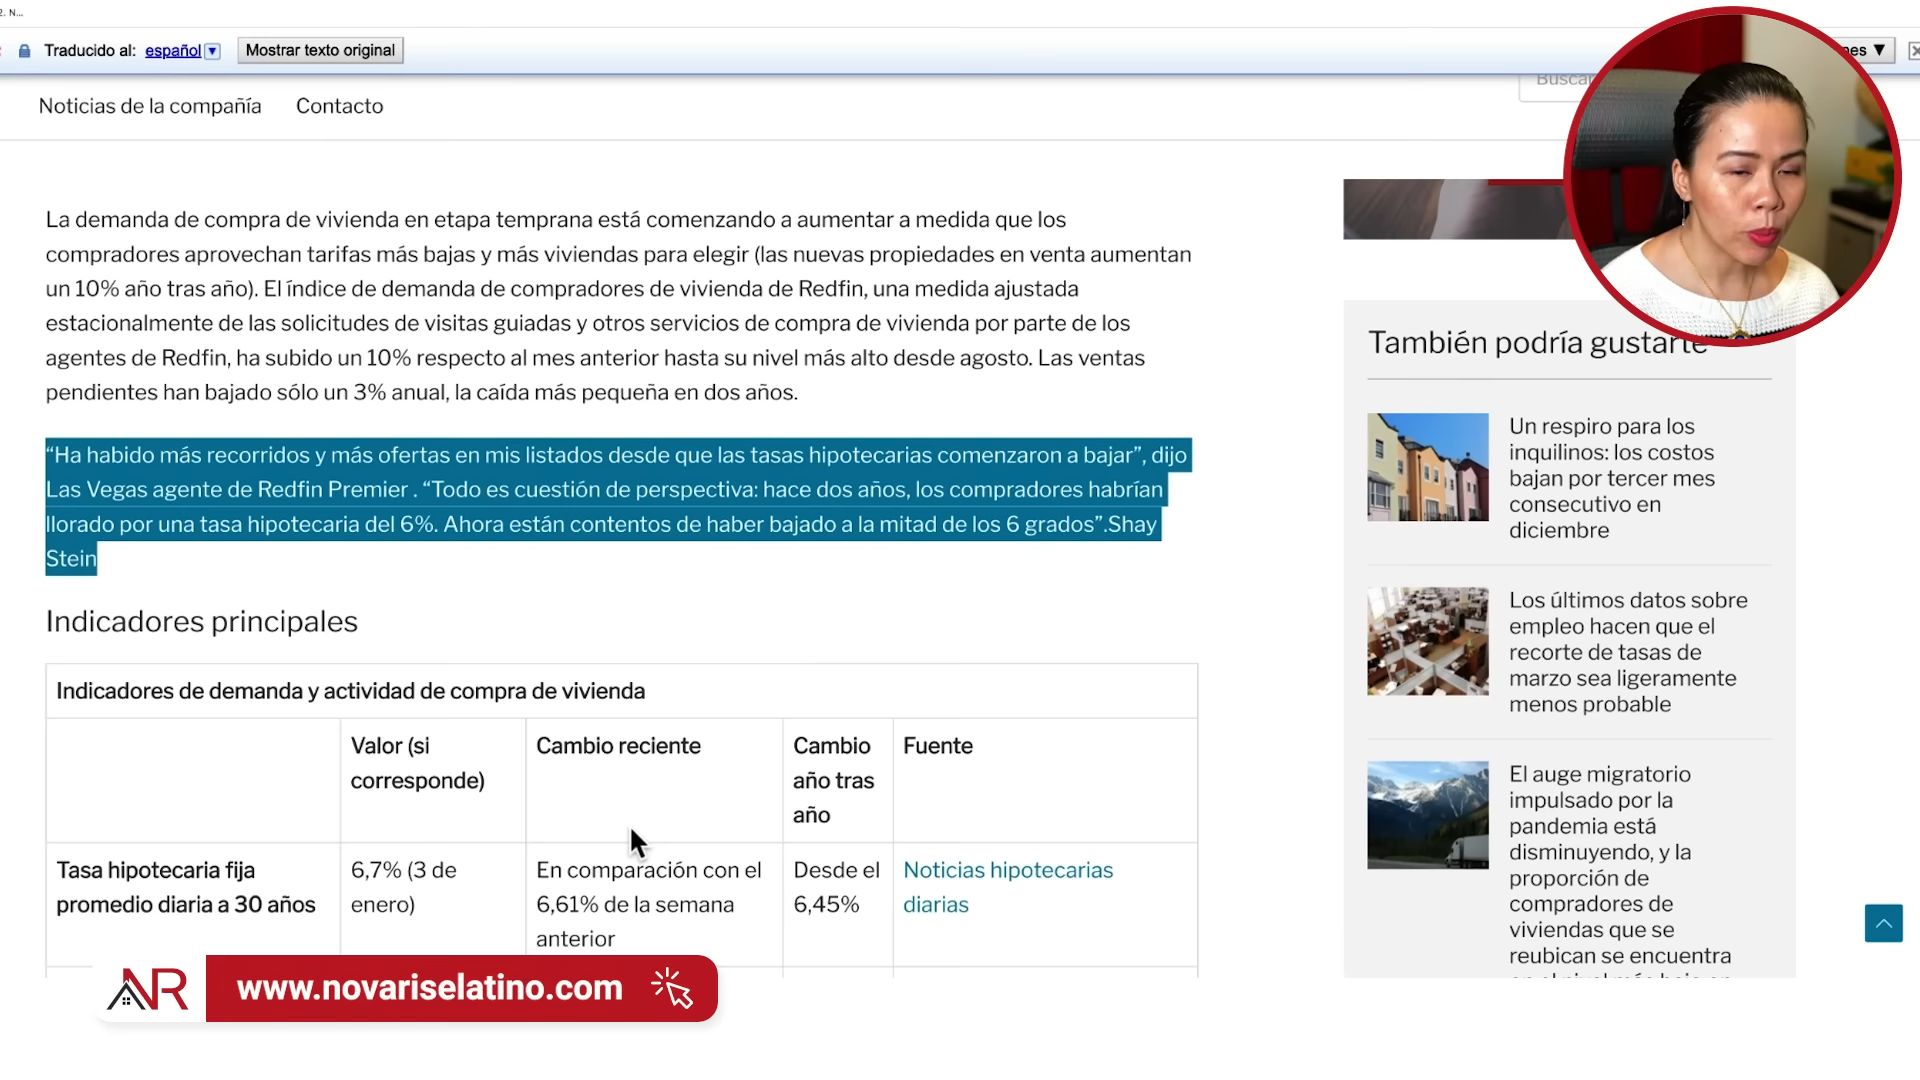 2. N...
Traducido al: español
Mostrar texto original
nes ▼
Noticias de la compañía
Contacto
Buscar
La demanda de compra de vivienda en etapa temprana está comenzando a aumentar a medida que los
compradores aprovechan tarifas más bajas y más viviendas para elegir (las nuevas propiedades en venta aumentan
un 10% año tras año). El índice de demanda de compradores de vivienda de Redfin, una medida ajustada
estacionalmente de las solicitudes de visitas guiadas y otros servicios de compra de vivienda por parte de los
agentes de Redfin, ha subido un 10% respecto al mes anterior hasta su nivel más alto desde agosto. Las ventas
pendientes han bajado sólo un 3% anual, la caída más pequeña en dos años.
“Ha habido más recorridos y más ofertas en mis listados desde que las tasas hipotecarias comenzaron a bajar”, dijo
Las Vegas agente de Redfin Premier . “Todo es cuestión de perspectiva: hace dos años, los compradores habrían
llorado por una tasa hipotecaria del 6%. Ahora están contentos de haber bajado a la mitad de los 6 grados”.Shay
Stein
Indicadores principales
Indicadores de demanda y actividad de compra de vivienda
Valor (si
corresponde)
Cambio reciente
Cambio
año tras
año
Fuente
Tasa hipotecaria fija
promedio diaria a 30 años
6,7% (3 de
enero)
En comparación con el
6,61% de la semana
anterior
Desde el
6,45%
Noticias hipotecarias
diarias
También podría gustarte
Un respiro para los
inquilinos: los costos
bajan por tercer mes
consecutivo en
diciembre
Los últimos datos sobre
empleo hacen que el
recorte de tasas de
marzo sea ligeramente
menos probable
El auge migratorio
impulsado por la
pandemia está
disminuyendo, y la
proporción de
compradores de
viviendas que se
reubican se encuentra
NR
www.novariselatino.com